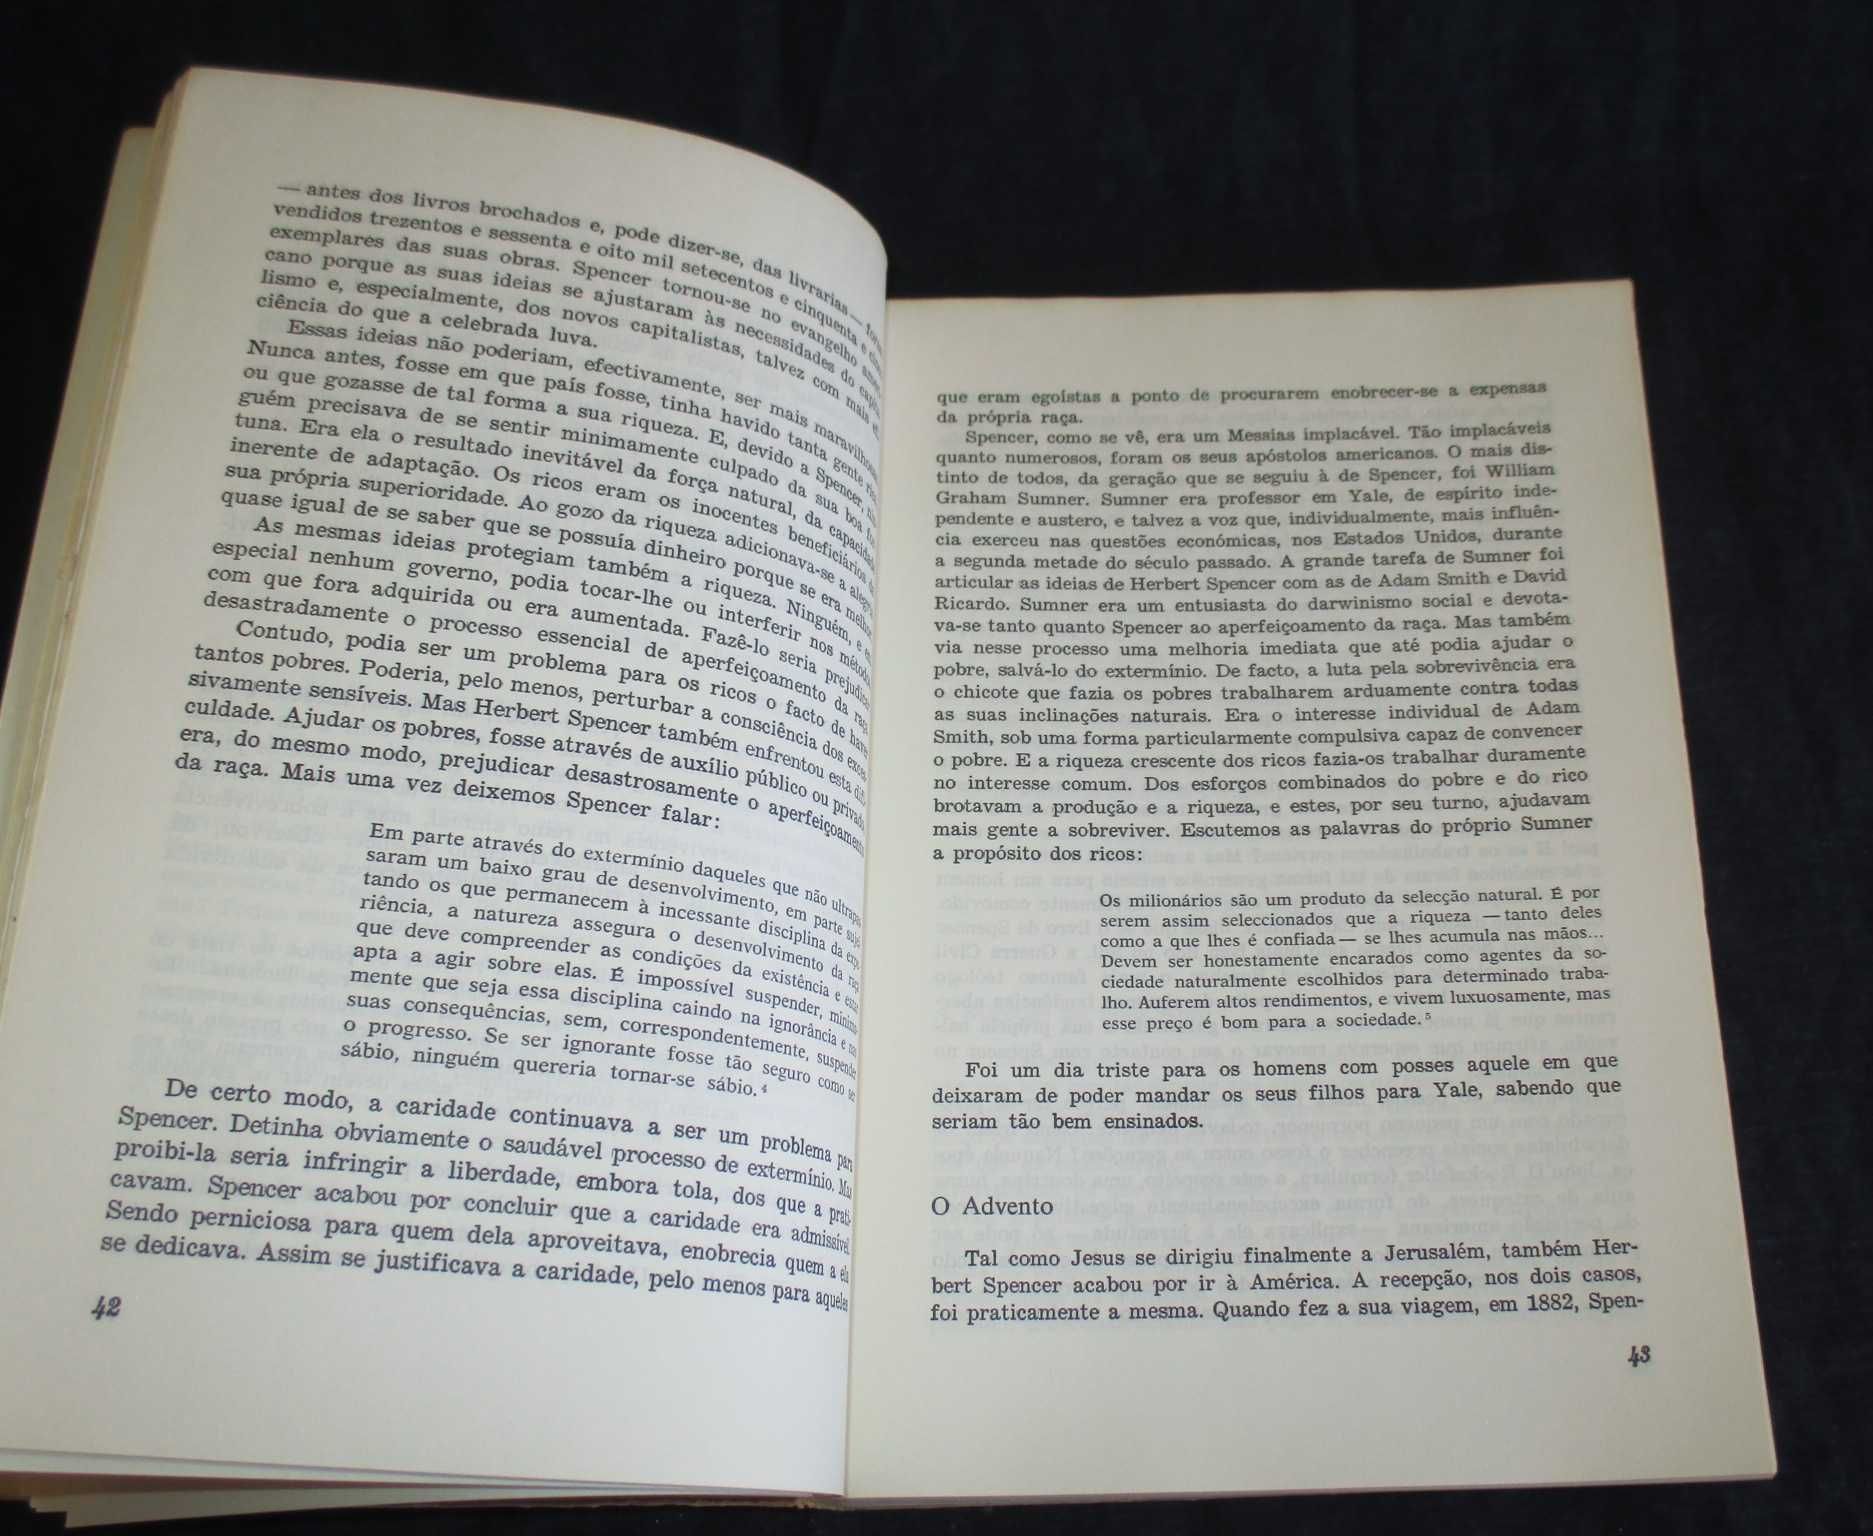 — antes dos livros brochados e, pode dizer-se, das livrarias — foram
vendidos trezentos e sessenta e oito mil setecentos e cinquenta e cinco
exemplares das suas obras. Spencer tornou-se no evangelho ameri-
cano porque as suas ideias se ajustaram às necessidades do capita-
lismo e, especialmente, dos novos capitalistas, talvez com mais efi-
ciência do que a celebrada luva.
Essas ideias não poderiam, efectivamente, ser mais maravilhosas.
Nunca antes, fosse em que país fosse, tinha havido tanta gente rica
ou que gozasse de tal forma a sua riqueza. E, devido a Spencer, nin-
guém precisava de se sentir minimamente culpado da sua boa for-
tuna. Era ela o resultado inevitável da força natural, da capacidade
inerente de adaptação. Os ricos eram os inocentes beneficiários da
sua própria superioridade. Ao gozo da riqueza adicionava-se a alegria
quase igual de se saber que se possuía dinheiro porque se era melhor.
As mesmas ideias protegiam também a riqueza. Ninguém, e em
especial nenhum governo, podia tocar-lhe ou interferir nos métodos
com que fora adquirida ou era aumentada. Fazê-lo seria prejudicar
desastradamente o processo essencial de aperfeiçoamento da raça.
Contudo, podia ser um problema para os ricos o facto de haver
tantos pobres. Poderia, pelo menos, perturbar a consciência dos exces-
sivamente sensíveis. Mas Herbert Spencer também enfrentou esta difi-
culdade. Ajudar os pobres, fosse através de auxílio público ou privado
era, do mesmo modo, prejudicar desastrosamente o aperfeiçoamento
da raça. Mais uma vez deixemos Spencer falar:
Em parte através do extermínio daqueles que não ultrapas-
saram um baixo grau de desenvolvimento, em parte sujei-
tando os que permanecem à incessante disciplina da expe-
riência, a natureza assegura o desenvolvimento da raça
que deve compreender as condições da existência e estar
apta a agir sobre elas. É impossível suspender, minima-
mente que seja essa disciplina caindo na ignorância e nas
suas consequências, sem, correspondentemente, suspender
o progresso. Se ser ignorante fosse tão seguro como ser
sábio, ninguém quereria tornar-se sábio. 4
De certo modo, a caridade continuava a ser um problema para
Spencer. Detinha obviamente o saudável processo de extermínio. Mas
proibi-la seria infringir a liberdade, embora tola, dos que a prati-
cavam. Spencer acabou por concluir que a caridade era admissível.
Sendo perniciosa para quem dela aproveitava, enobrecia quem a ela
se dedicava. Assim se justificava a caridade, pelo menos para aqueles
42
que eram egoístas a ponto de procurarem enobrecer-se a expensas
da própria raça.
Spencer, como se vê, era um Messias implacável. Tão implacáveis
quanto numerosos, foram os seus apóstolos americanos. O mais dis-
tinto de todos, da geração que se seguiu à de Spencer, foi William
Graham Sumner. Sumner era professor em Yale, de espírito inde-
pendente e austero, e talvez a voz que, individualmente, mais influên-
cia exerceu nas questões económicas, nos Estados Unidos, durante
a segunda metade do século passado. A grande tarefa de Sumner foi
articular as ideias de Herbert Spencer com as de Adam Smith e David
Ricardo. Sumner era um entusiasta do darwinismo social e devota-
va-se tanto quanto Spencer ao aperfeiçoamento da raça. Mas também
via nesse processo uma melhoria imediata que até podia ajudar o
pobre, salvá-lo do extermínio. De facto, a luta pela sobrevivência era
o chicote que fazia os pobres trabalharem arduamente contra todas
as suas inclinações naturais. Era o interesse individual de Adam
Smith, sob uma forma particularmente compulsiva capaz de convencer
o pobre. E a riqueza crescente dos ricos fazia-os trabalhar duramente
no interesse comum. Dos esforços combinados do pobre e do rico
brotavam a produção e a riqueza, e estes, por seu turno, ajudavam
mais gente a sobreviver. Escutemos as palavras do próprio Sumner
a propósito dos ricos:
Os milionários são um produto da selecção natural. É por
serem assim seleccionados que a riqueza — tanto deles
como a que lhes é confiada — se lhes acumula nas mãos...
Devem ser honestamente encarados como agentes da so-
ciedade naturalmente escolhidos para determinado traba-
lho. Auferem altos rendimentos, e vivem luxuosamente, mas
esse preço é bom para a sociedade. 5
Foi um dia triste para os homens com posses aquele em que
deixaram de poder mandar os seus filhos para Yale, sabendo que
seriam tão bem ensinados.
O Advento
Tal como Jesus se dirigiu finalmente a Jerusalém, também Her-
bert Spencer acabou por ir à América. A recepção, nos dois casos,
foi praticamente a mesma. Quando fez a sua viagem, em 1882, Spen-
43